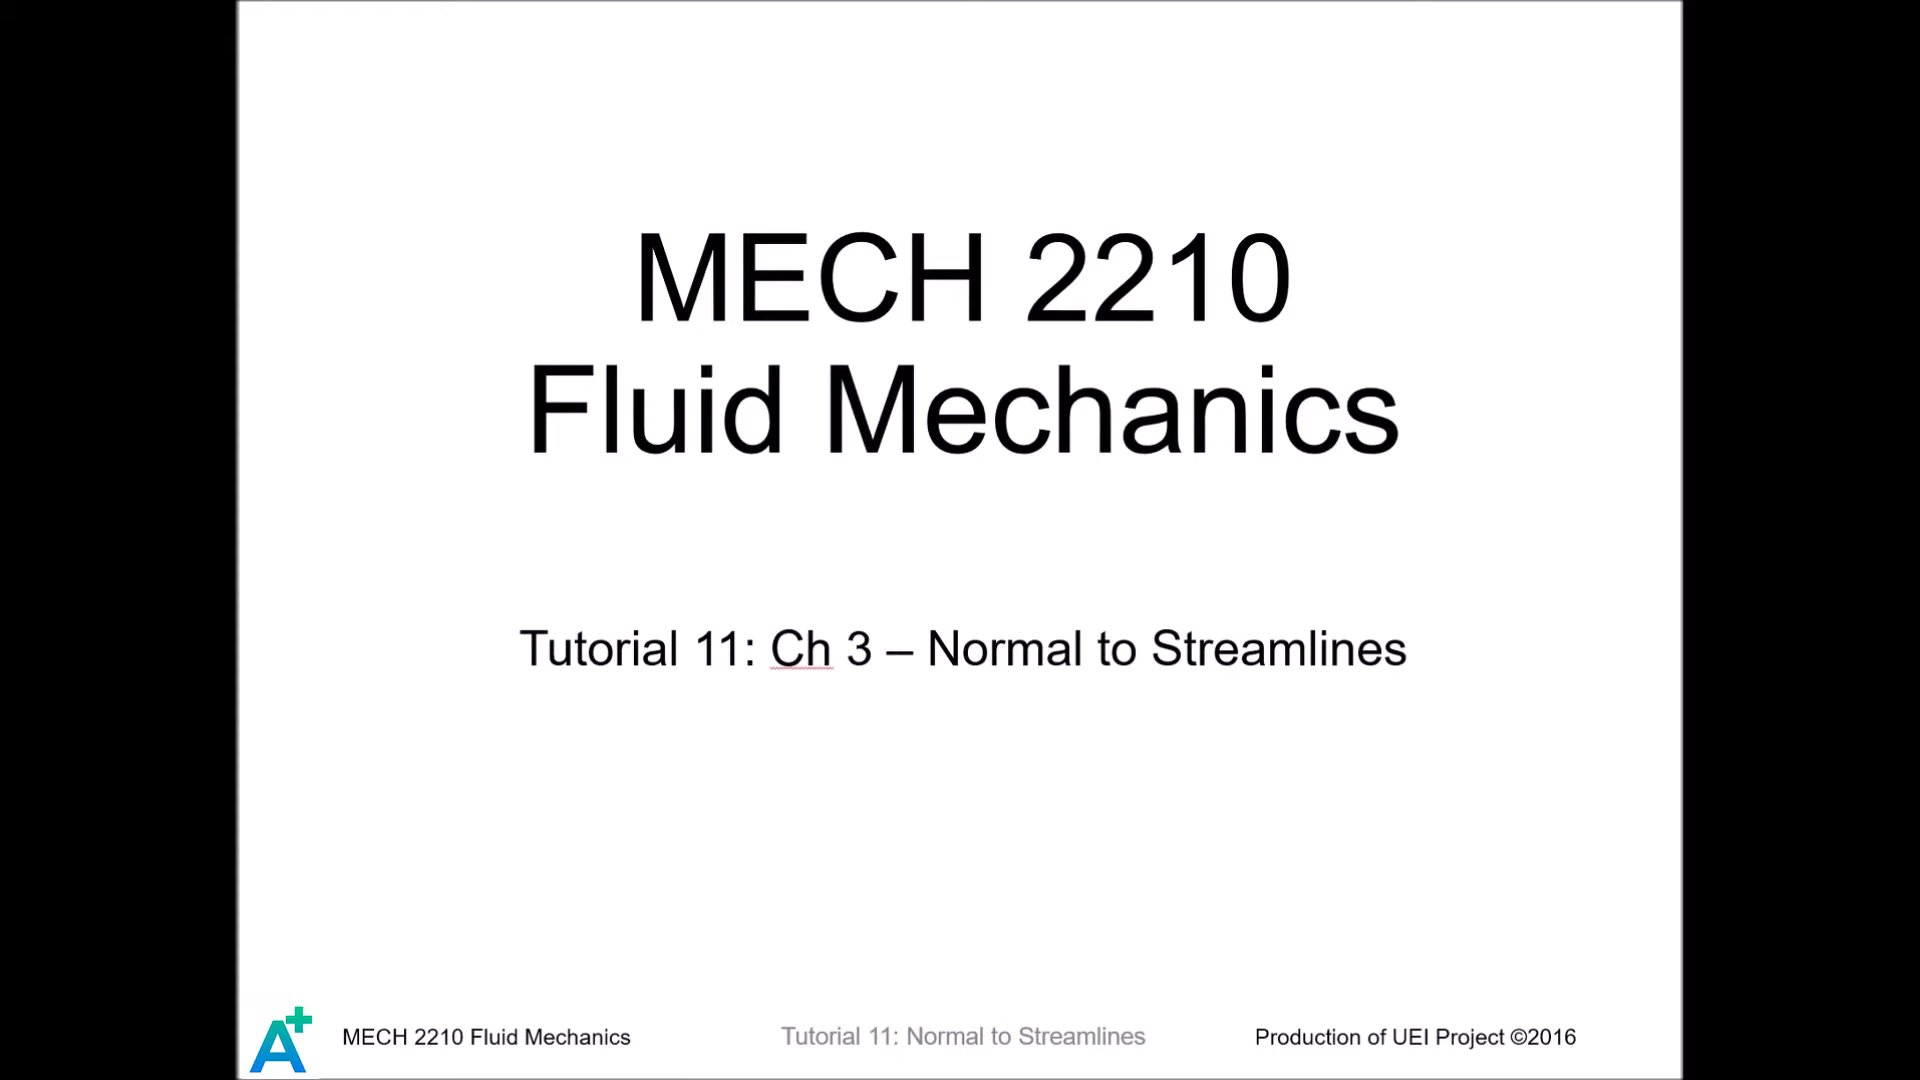 MECH 2210
Fluid Mechanics
Tutorial 11: Ch 3 – Normal to Streamlines
A+
MECH 2210 Fluid Mechanics
Tutorial 11: Normal to Streamlines
Production of UEI Project ©2016